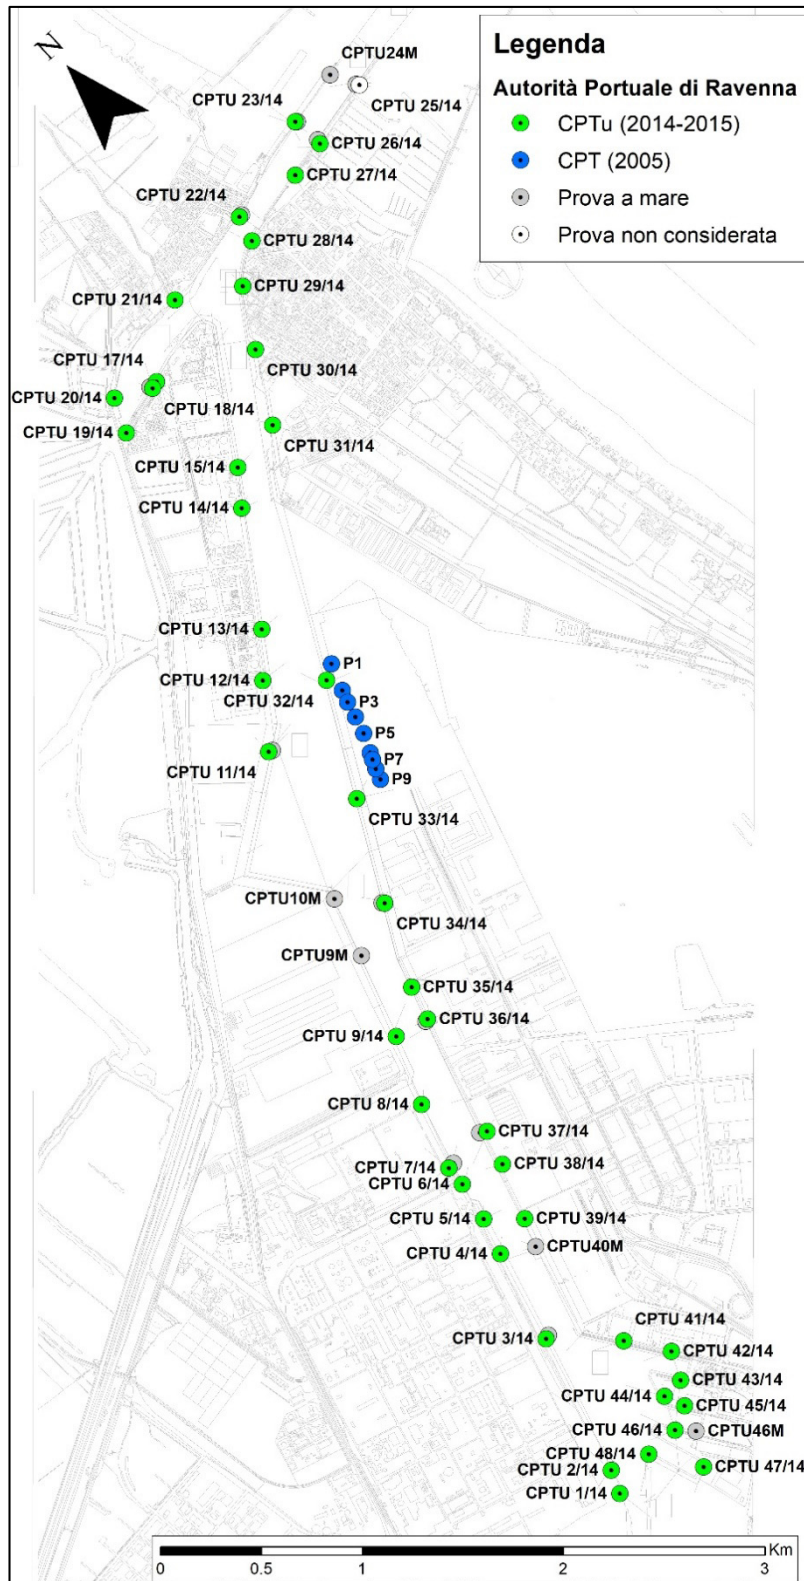 N
CPTU24M
CPTU 23/14
CPTU 25/14
CPTU 26/14
CPTU 27/14
CPTU 22/14
CPTU 28/14
CPTU 29/14
CPTU 21/14
CPTU 17/14
CPTU 30/14
CPTU 20/14
CPTU 18/14
CPTU 19/14
CPTU 31/14
CPTU 15/14
CPTU 14/14
CPTU 13/14
P1
CPTU 12/14
CPTU 32/14
P3
P5
P7
P9
CPTU 11/14
CPTU 33/14
CPTU10M
CPTU 34/14
CPTU9M
CPTU 35/14
CPTU 36/14
CPTU 9/14
CPTU 8/14
CPTU 37/14
CPTU 7/14
CPTU 38/14
CPTU 6/14
CPTU 5/14
CPTU 39/14
CPTU 4/14
CPTU40M
CPTU 3/14
CPTU 41/14
CPTU 42/14
CPTU 43/14
CPTU 44/14
CPTU 45/14
CPTU 46/14
CPTU46M
CPTU 48/14
CPTU 2/14
CPTU 47/14
CPTU 1/14
Legenda
Autorità Portuale di Ravenna
CPTu (2014-2015)
CPT (2005)
Prova a mare
Prova non considerata
Km
0 0.5 1 2 3